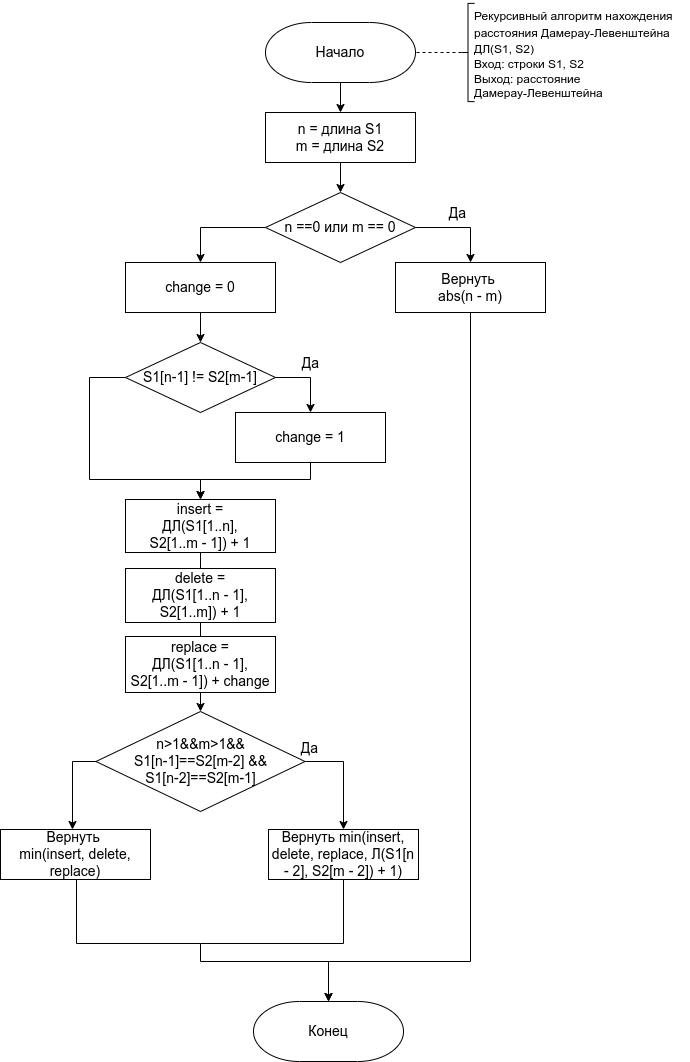 Начало
Рекурсивный алгоритм нахождения
расстояния Дамерау-Левенштейна
ДЛ(S1, S2)
Вход: строки S1, S2
Выход: расстояние
Дамерау-Левенштейна
n = длина S1
m = длина S2
n ==0 или m == 0
Да
change = 0
Вернуть
abs(n - m)
S1[n-1] != S2[m-1]
Да
change = 1
insert =
ДЛ(S1[1..n],
S2[1..m - 1]) + 1
delete =
ДЛ(S1[1..n - 1],
S2[1..m]) + 1
replace =
ДЛ(S1[1..n - 1],
S2[1..m - 1]) + change
n>1&&m>1&&
S1[n-1]==S2[m-2] &&
S1[n-2]==S2[m-1]
Да
Вернуть
min(insert, delete,
replace)
Вернуть min(insert,
delete, replace, Л(S1[n
- 2], S2[m - 2]) + 1)
Конец